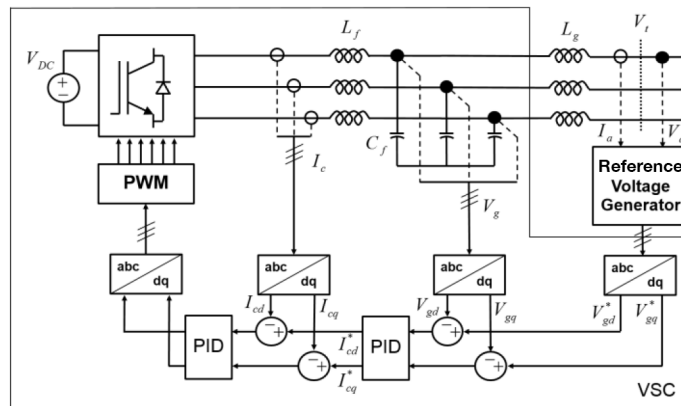 L_f
L_g
V_t
V_DC
+
−
I_c
C_f
V_g
I_a
PWM
Reference
Voltage
Generator
abc
dq
abc
dq
abc
dq
abc
dq
I_cd
I_cq
V_gd
V_gq
V*_gd
V*_gq
PID
− +
I*_cd
PID
− +
− +
I*_cq
− +
VSC